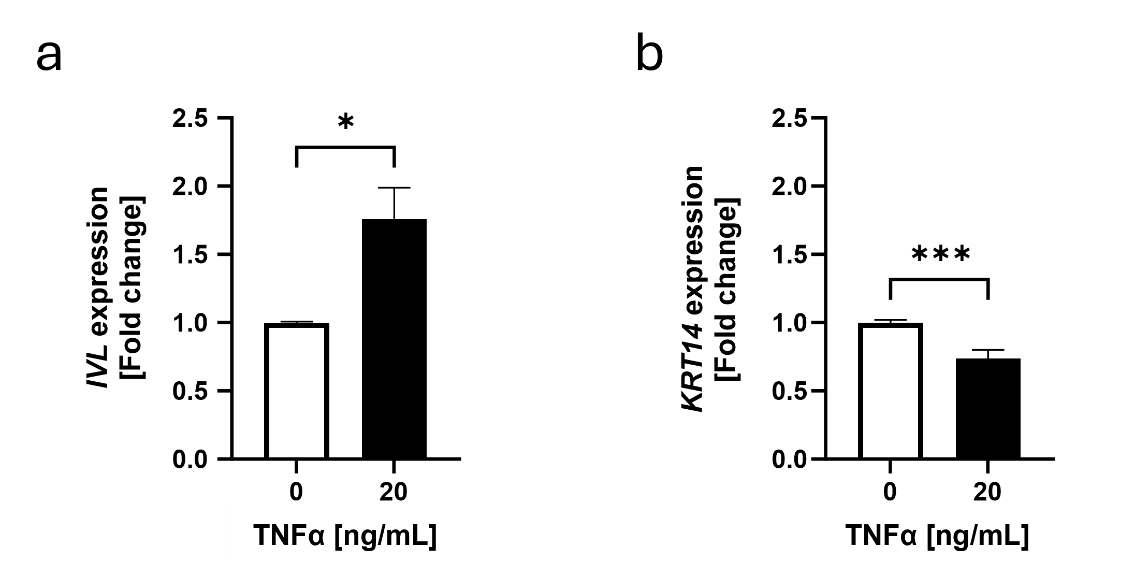 a
b
2.5
2.0
1.5
1.0
0.5
0.0
IVL expression
[Fold change]
*
0
20
TNFα [ng/mL]
2.5
2.0
1.5
1.0
0.5
0.0
KRT14 expression
[Fold change]
***
0
20
TNFα [ng/mL]